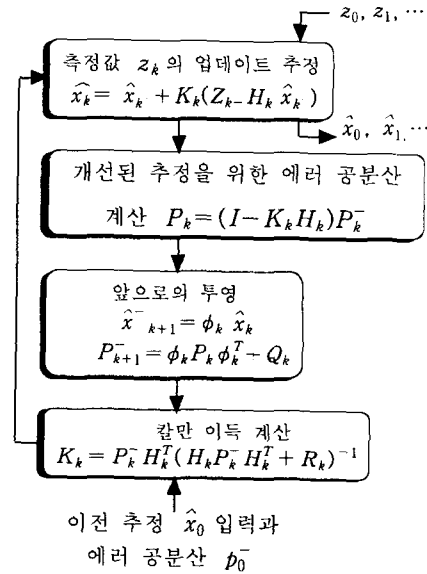 z₀, z₁, ⋯
측정값 z_k 의 업데이트 추정
x̂_k = x̂_k + K_k(Z_k− H_k x̂_k )
x̂₀, x̂₁, ⋯
개선된 추정을 위한 에러 공분산
계산 P_k = (I − K_k H_k)P_k^−
앞으로의 투영
x̂^−_{k+1} = ϕ_k x̂_k
P^−_{k+1} = ϕ_k P_k ϕ_k^T − Q_k
칼만 이득 계산
K_k = P_k^− H_k^T( H_k P_k^− H_k^T + R_k)^{−1}
이전 추정 x̂₀ 입력과
에러 공분산 p₀^−